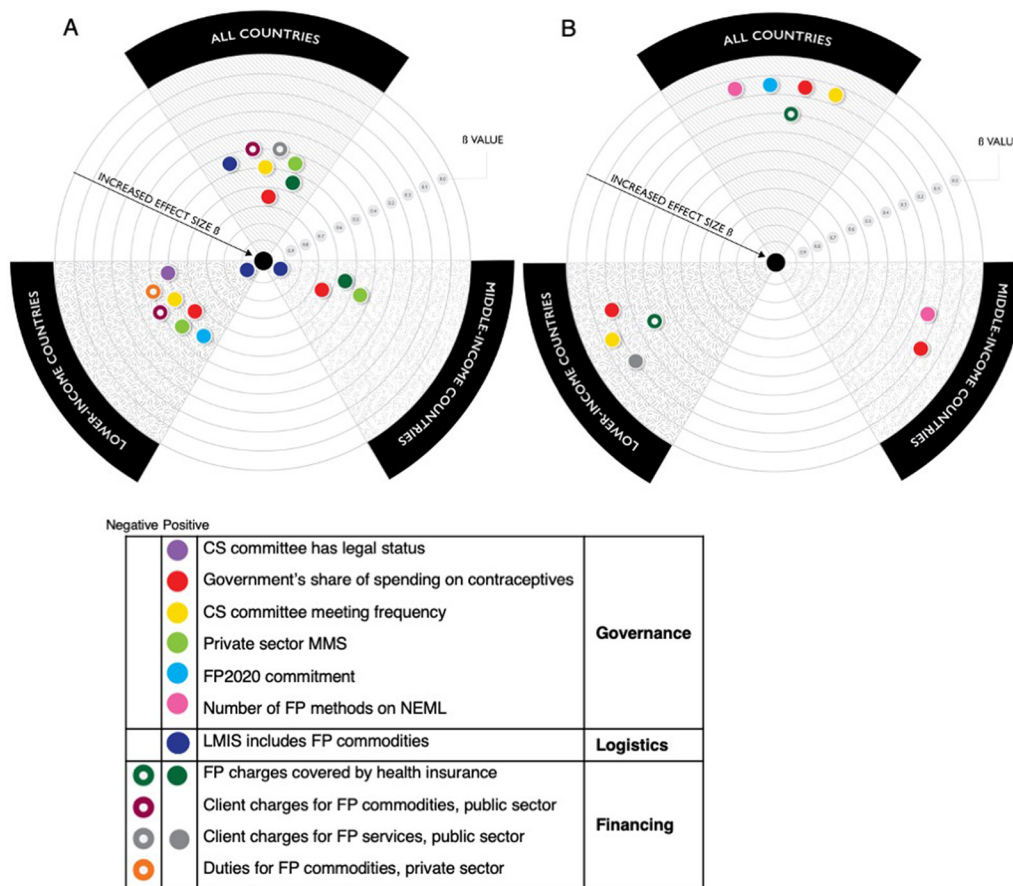 A
ALL COUNTRIES
ß VALUE
INCREASED EFFECT SIZE ß
LOWER-INCOME COUNTRIES
MIDDLE-INCOME COUNTRIES
B
ALL COUNTRIES
ß VALU
INCREASED EFFECT SIZE ß
LOWER-INCOME COUNTRIES
MIDDLE-INCOME COUNTRIES
Negative Positive
CS committee has legal status
Government's share of spending on contraceptives
CS committee meeting frequency
Governance
Private sector MMS
FP2020 commitment
Number of FP methods on NEML
LMIS includes FP commodities
Logistics
FP charges covered by health insurance
Client charges for FP commodities, public sector
Financing
Client charges for FP services, public sector
Duties for FP commodities, private sector